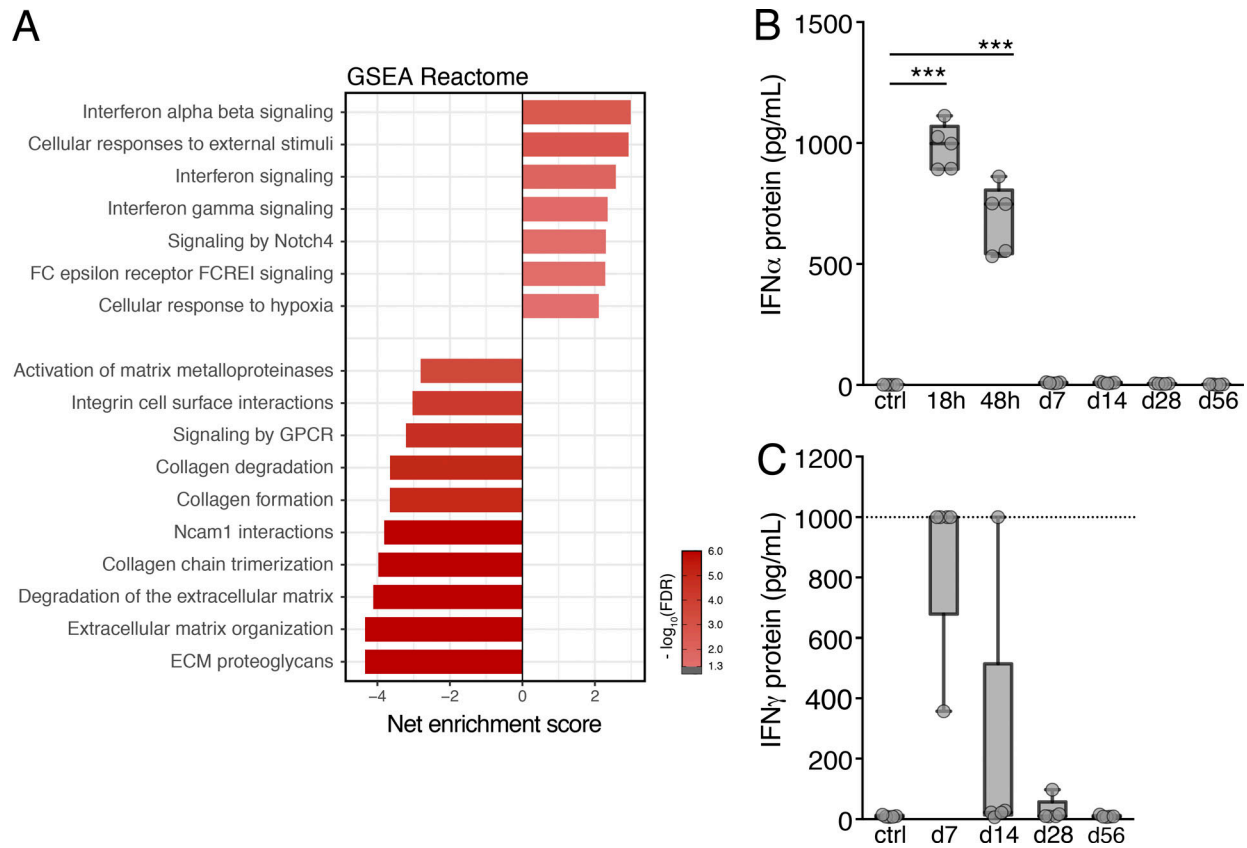 A
GSEA Reactome
Interferon alpha beta signaling
Cellular responses to external stimuli
Interferon signaling
Interferon gamma signaling
Signaling by Notch4
FC epsilon receptor FCREI signaling
Cellular response to hypoxia
Activation of matrix metalloproteinases
Integrin cell surface interactions
Signaling by GPCR
Collagen degradation
Collagen formation
Ncam1 interactions
Collagen chain trimerization
Degradation of the extracellular matrix
Extracellular matrix organization
ECM proteoglycans
−4 −2 0 2
Net enrichment score
- log10(FDR)
6.0
5.0
4.0
3.0
2.0
1.3
B
IFNα protein (pg/mL)
1500
1000
500
0
***
***
ctrl 18h 48h d7 d14 d28 d56
C
IFNγ protein (pg/mL)
1200
1000
800
600
400
200
0
ctrl d7 d14 d28 d56